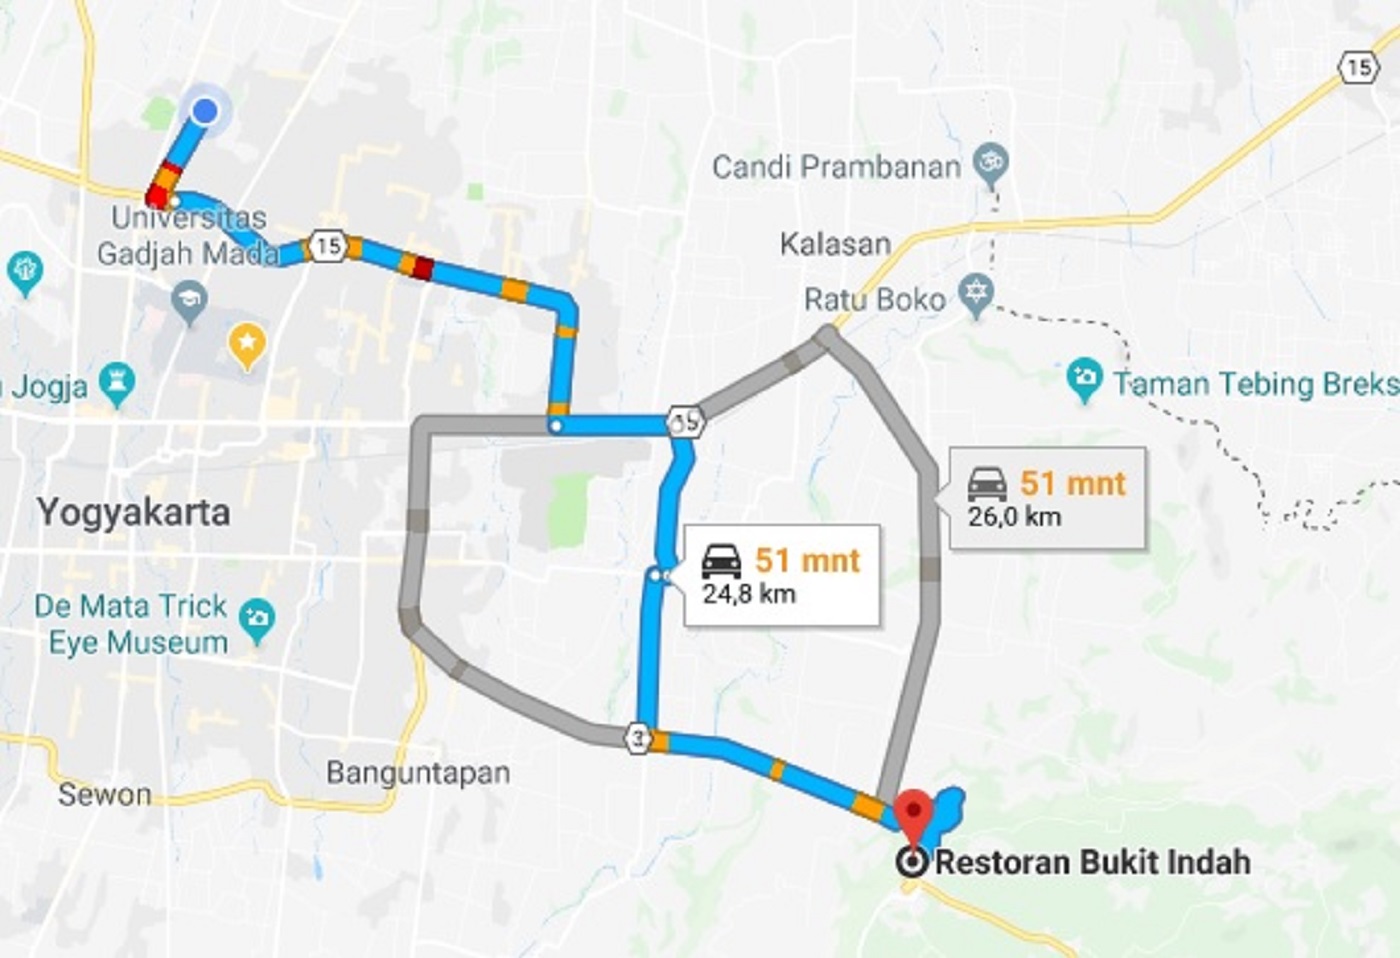 15
Candi Prambanan
Universitas
Gadjah Mada
15
Kalasan
Ratu Boko
Jogja
Taman Tebing Breks
15
51 mnt
26,0 km
Yogyakarta
51 mnt
24,8 km
De Mata Trick
Eye Museum
3
Banguntapan
Sewon
Restoran Bukit Indah